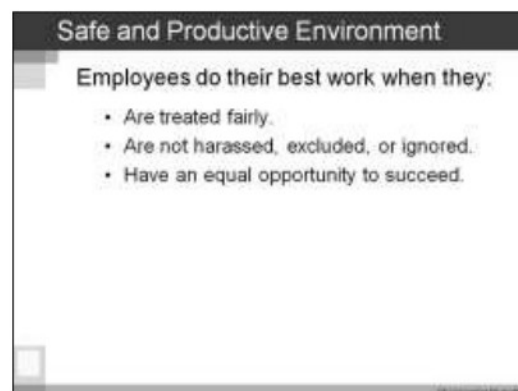 Safe and Productive Environment
Employees do their best work when they:
• Are treated fairly.
• Are not harassed, excluded, or ignored.
• Have an equal opportunity to succeed.